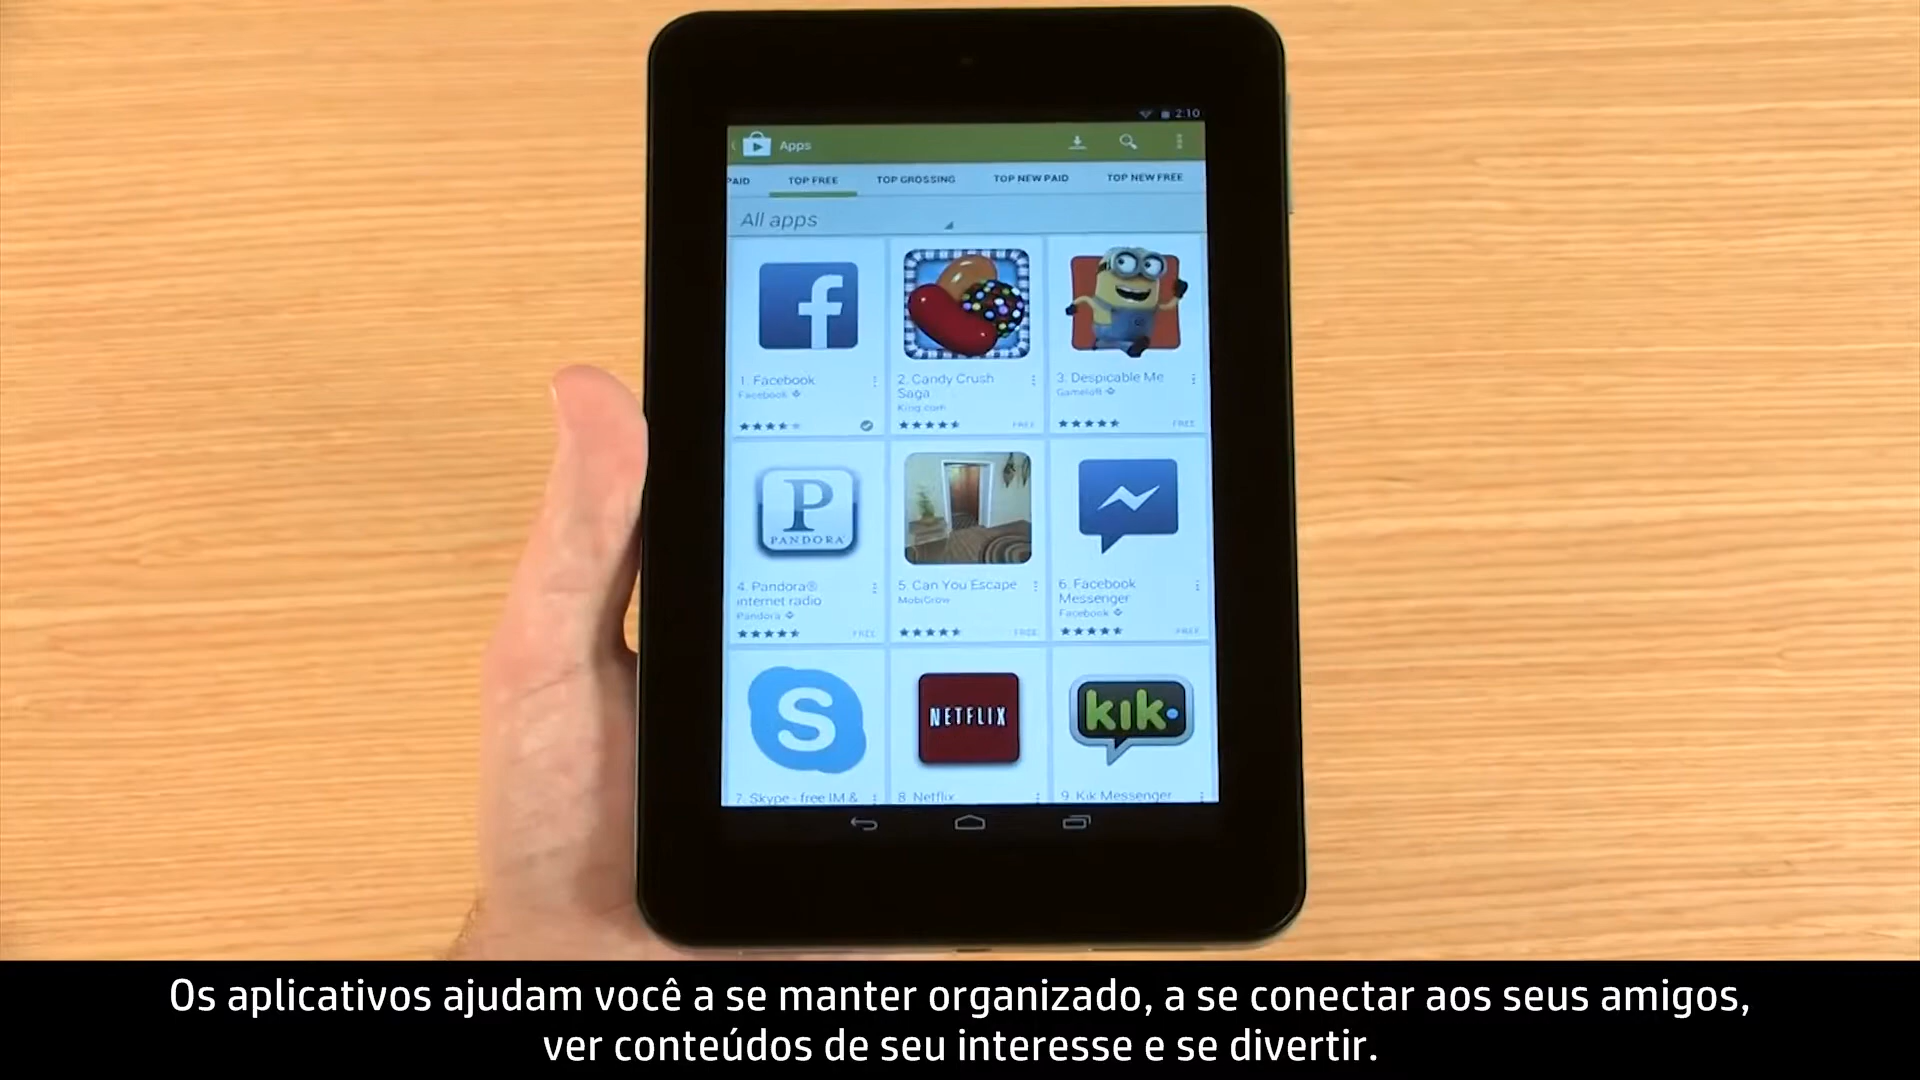 2:10
Apps
PAID TOP FREE TOP GROSSING TOP NEW PAID TOP NEW FREE
All apps
1. Facebook
Facebook
2. Candy Crush
Saga
King.com
FREE
3. Despicable Me
Gameloft
FREE
P
PANDORA
4. Pandora®
internet radio
Pandora
FREE
5. Can You Escape
MobiGrow
FREE
6. Facebook
Messenger
Facebook
FREE
S
7. Skype - free IM &
NETFLIX
8. Netflix
kik
9. Kik Messenger
Os aplicativos ajudam você a se manter organizado, a se conectar aos seus amigos,
ver conteúdos de seu interesse e se divertir.